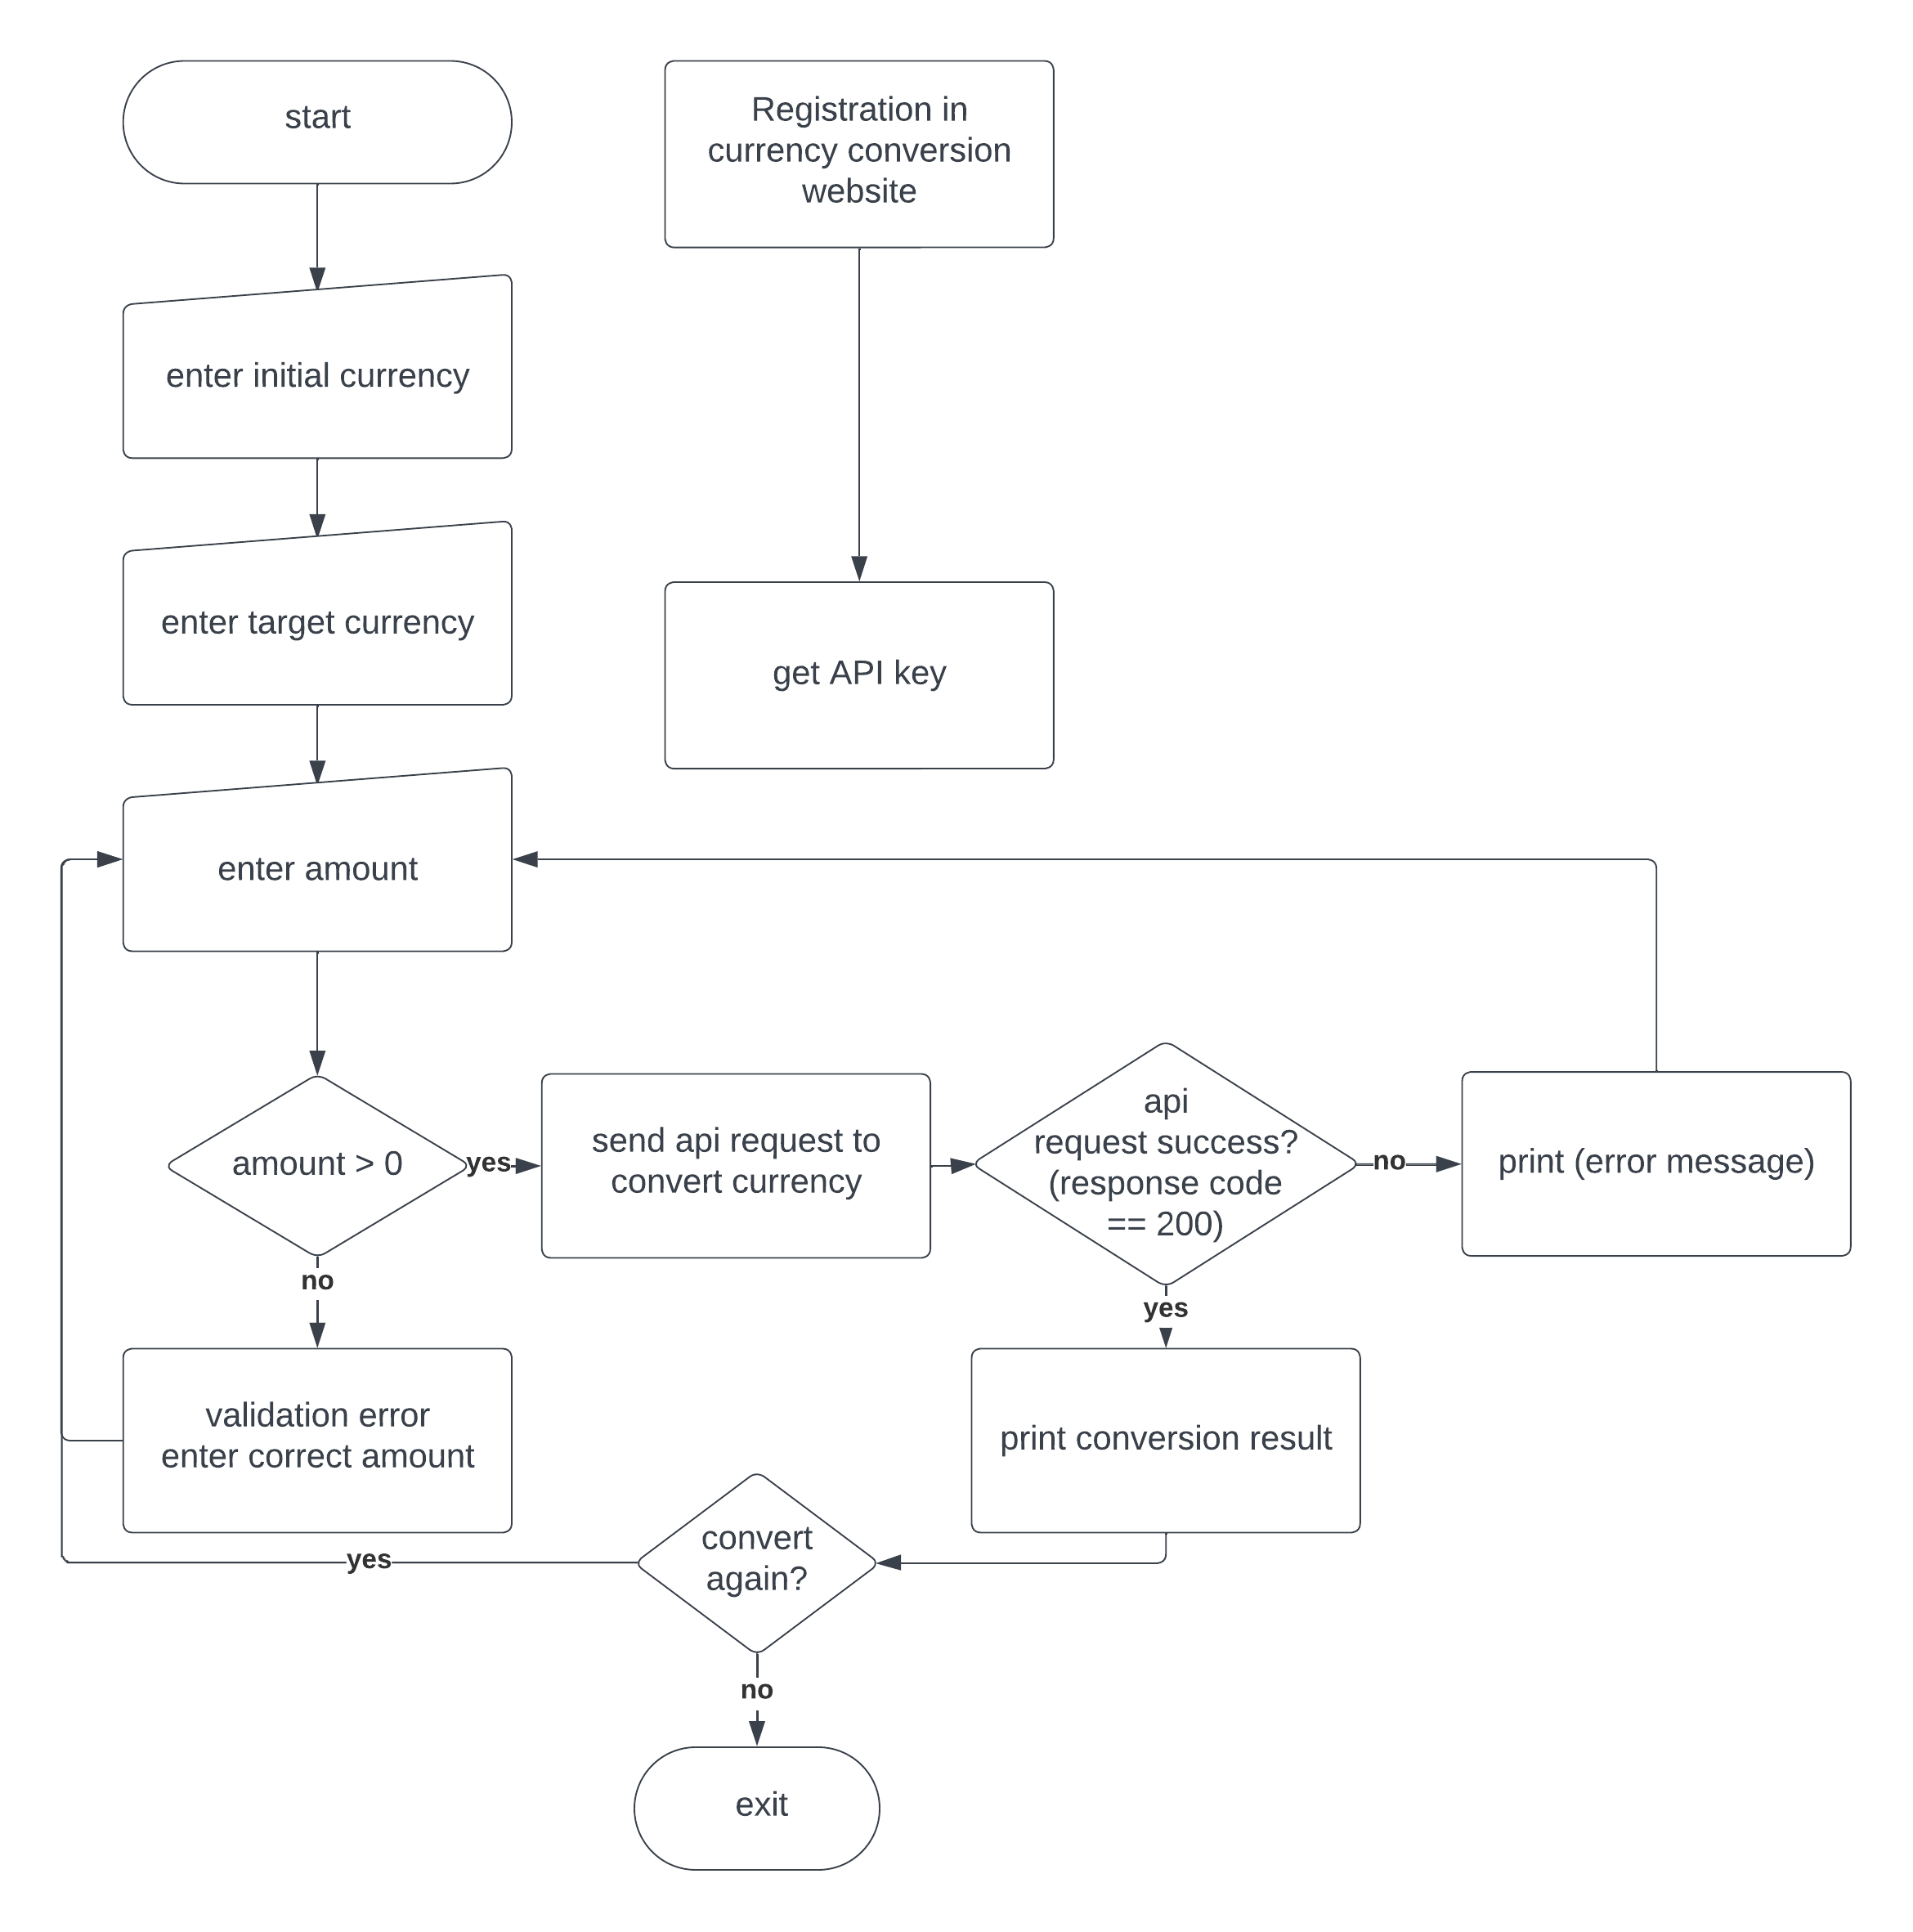 start
Registration in
currency conversion
website
enter initial currency
enter target currency
get API key
enter amount
amount > 0
yes
send api request to
convert currency
api
request success?
(response code
== 200)
no
print (error message)
no
yes
validation error
enter correct amount
print conversion result
convert
again?
yes
no
exit